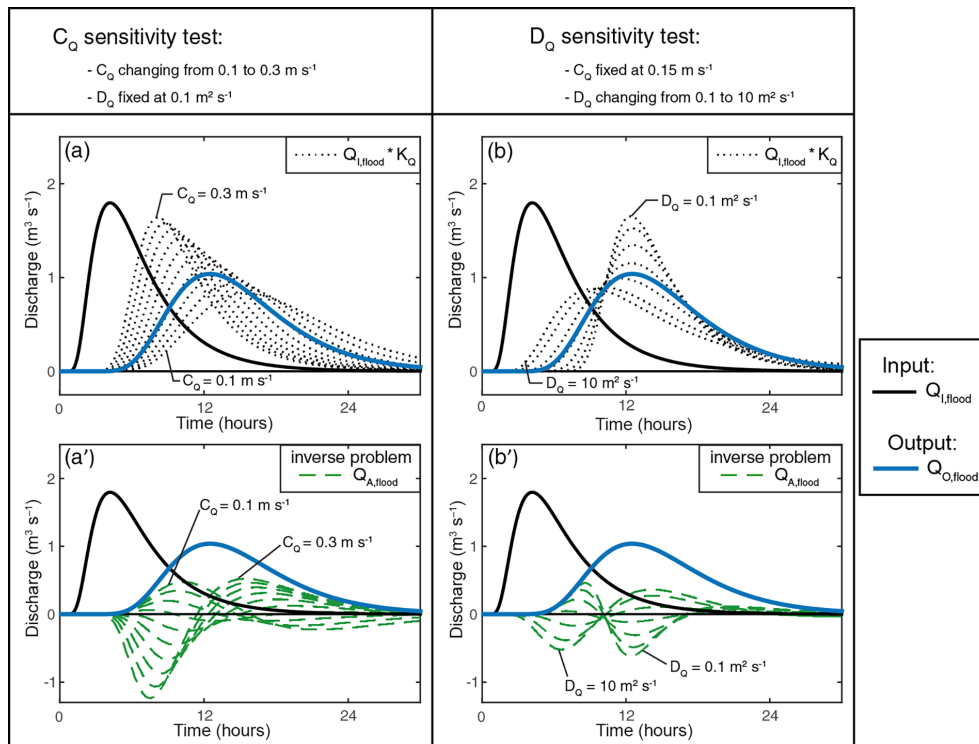 C_Q sensitivity test:
- C_Q changing from 0.1 to 0.3 m s⁻¹
- D_Q fixed at 0.1 m² s⁻¹
D_Q sensitivity test:
- C_Q fixed at 0.15 m s⁻¹
- D_Q changing from 0.1 to 10 m² s⁻¹
(a)
Q_I,flood * K_Q
C_Q = 0.3 m s⁻¹
C_Q = 0.1 m s⁻¹
Discharge (m³ s⁻¹)
2
1
0
0
12
24
Time (hours)
(b)
Q_I,flood * K_Q
D_Q = 0.1 m² s⁻¹
D_Q = 10 m² s⁻¹
Discharge (m³ s⁻¹)
2
1
0
0
12
24
Time (hours)
(a')
inverse problem
Q_A,flood
C_Q = 0.1 m s⁻¹
C_Q = 0.3 m s⁻¹
Discharge (m³ s⁻¹)
2
1
0
-1
0
12
24
Time (hours)
(b')
inverse problem
Q_A,flood
D_Q = 10 m² s⁻¹
D_Q = 0.1 m² s⁻¹
Discharge (m³ s⁻¹)
2
1
0
-1
0
12
24
Time (hours)
Input:
Q_I,flood
Output:
Q_O,flood